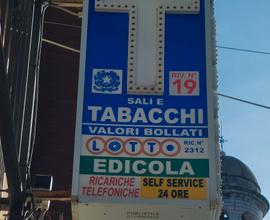 T
RIV. N°
19
SALI E
TABACCHI
VALORI BOLLATI
LOTTO
RIC. N°
2312
EDICOLA
RICARICHE
TELEFONICHE
SELF SERVICE
24 ORE